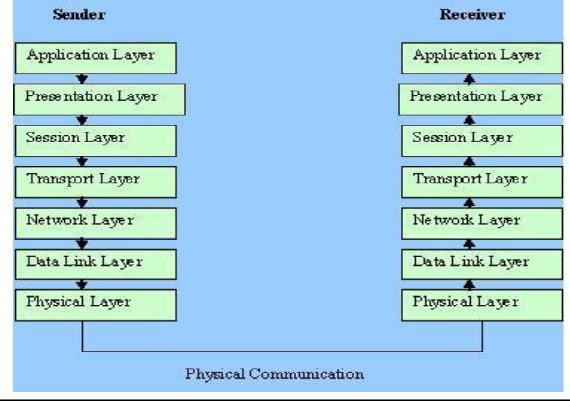 Sender
Receiver
Application Layer
Application Layer
Presentation Layer
Presentation Layer
Session Layer
Session Layer
Transport Layer
Transport Layer
Network Layer
Network Layer
Data Link Layer
Data Link Layer
Physical Layer
Physical Layer
Physical Communication